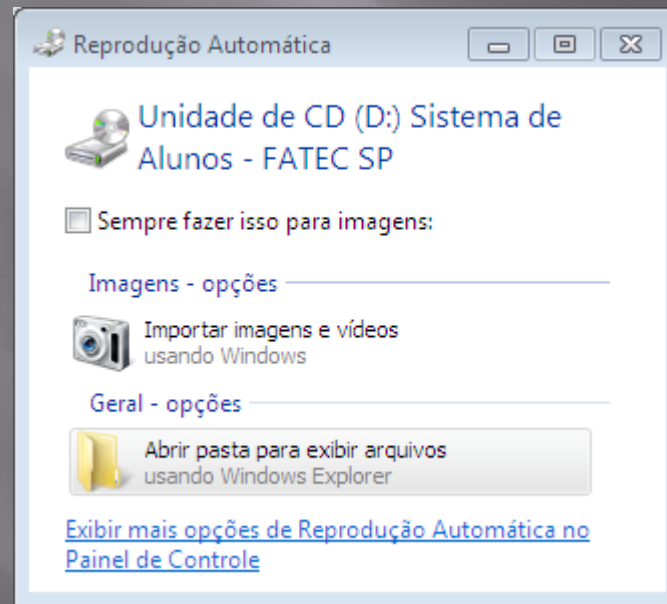 Reprodução Automática
Unidade de CD (D:) Sistema de
Alunos - FATEC SP
Sempre fazer isso para imagens:
Imagens - opções
Importar imagens e vídeos
usando Windows
Geral - opções
Abrir pasta para exibir arquivos
usando Windows Explorer
Exibir mais opções de Reprodução Automática no
Painel de Controle